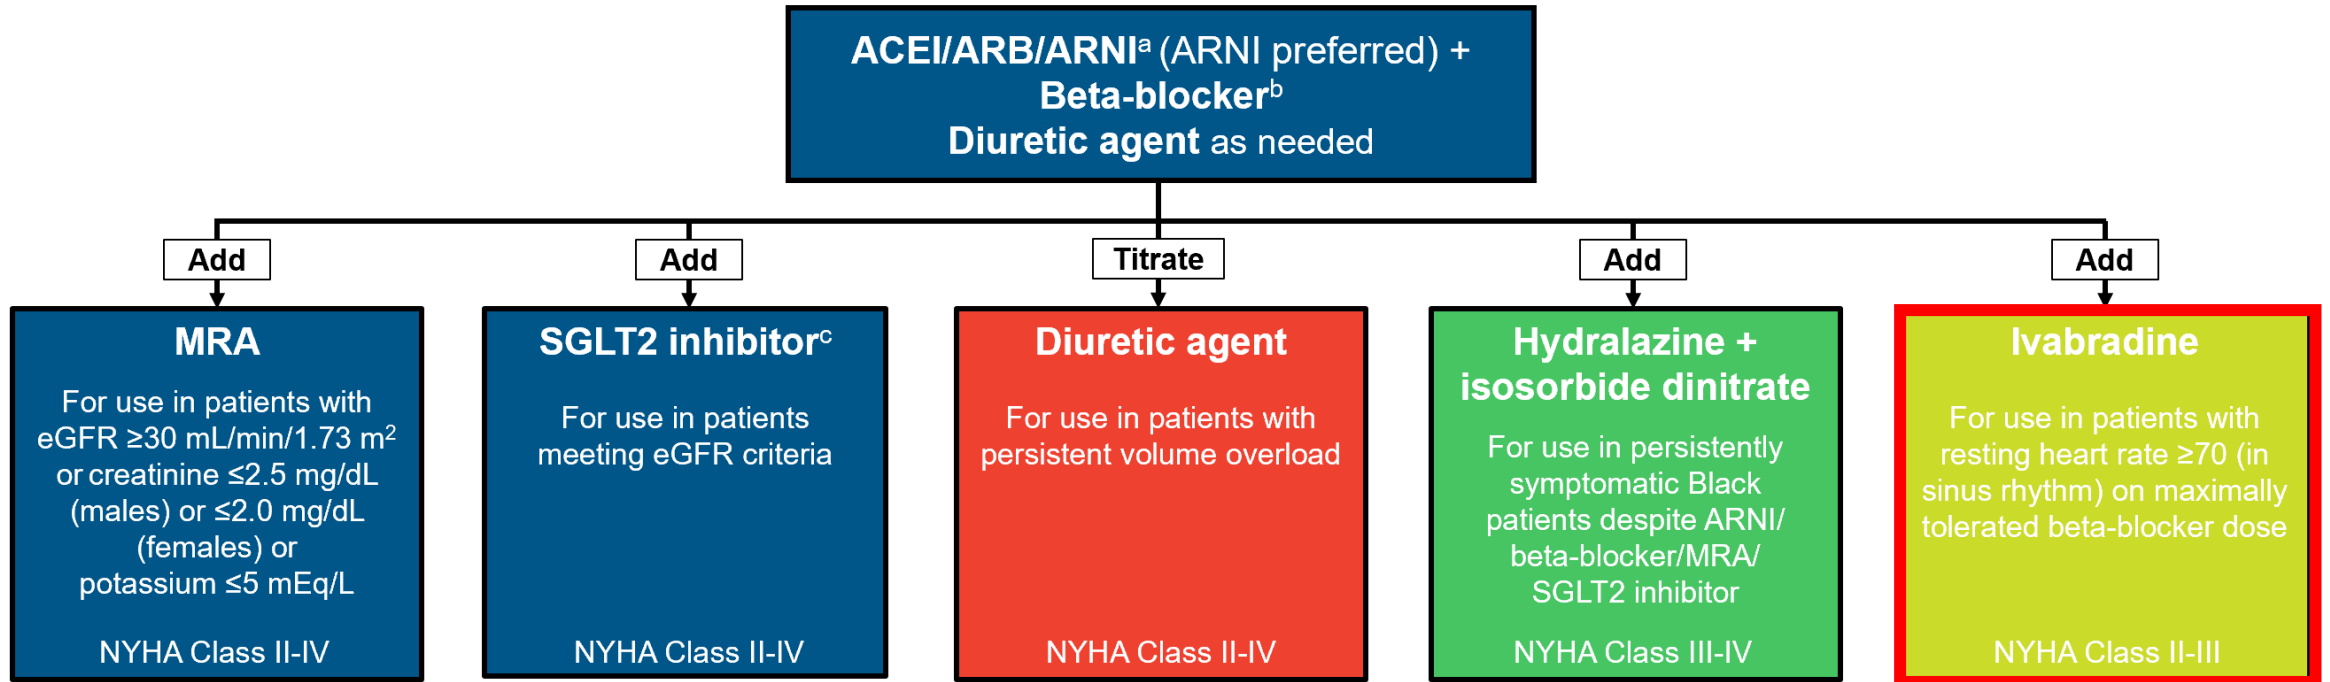 ACEI/ARB/ARNIᵃ (ARNI preferred) +
Beta-blockerᵇ
Diuretic agent as needed
Add
Add
Titrate
Add
Add
MRA
For use in patients with
eGFR ≥30 mL/min/1.73 m²
or creatinine ≤2.5 mg/dL
(males) or ≤2.0 mg/dL
(females) or
potassium ≤5 mEq/L
NYHA Class II-IV
SGLT2 inhibitorᶜ
For use in patients
meeting eGFR criteria
NYHA Class II-IV
Diuretic agent
For use in patients with
persistent volume overload
NYHA Class II-IV
Hydralazine +
isosorbide dinitrate
For use in persistently
symptomatic Black
patients despite ARNI/
beta-blocker/MRA/
SGLT2 inhibitor
NYHA Class III-IV
Ivabradine
For use in patients with
resting heart rate ≥70 (in
sinus rhythm) on maximally
tolerated beta-blocker dose
NYHA Class II-III